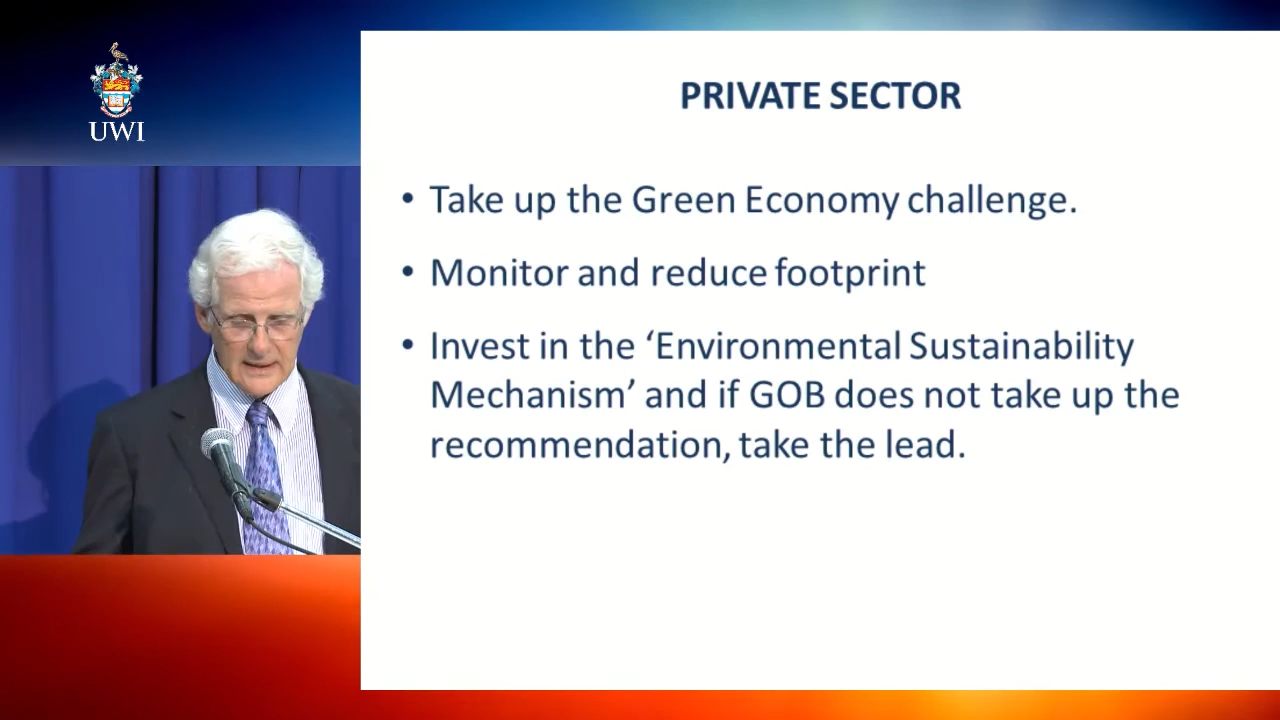 UWI
PRIVATE SECTOR
• Take up the Green Economy challenge.
• Monitor and reduce footprint
• Invest in the ‘Environmental Sustainability
Mechanism’ and if GOB does not take up the
recommendation, take the lead.